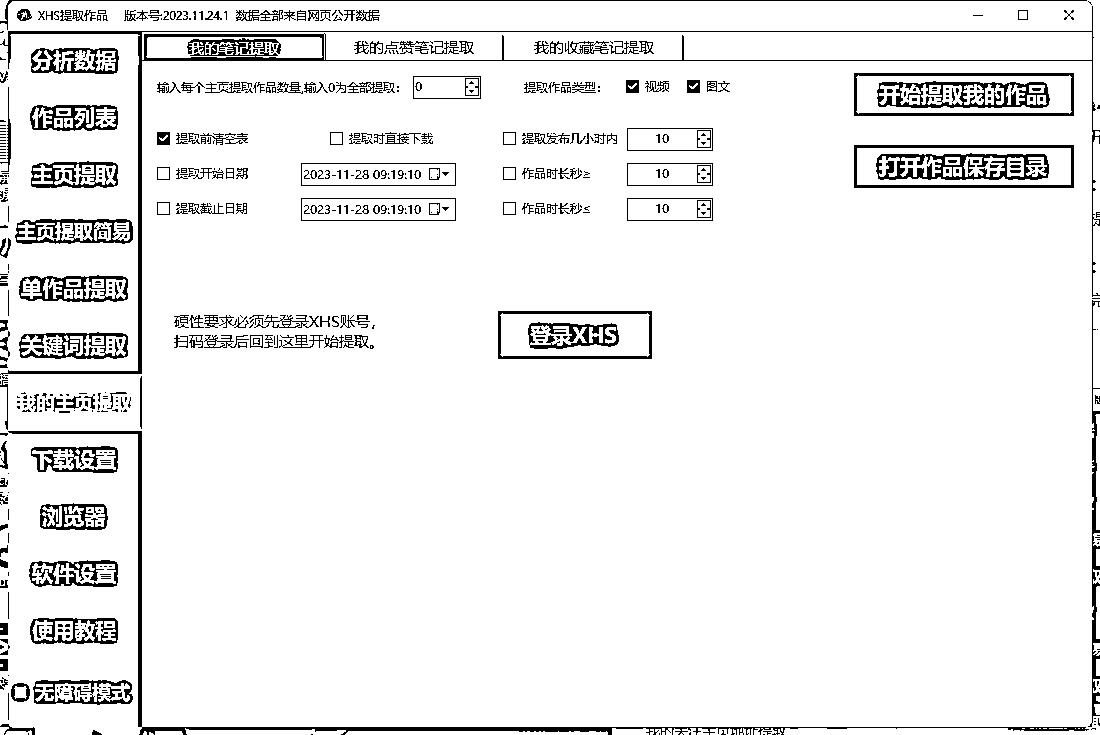 XHS提取作品 版本号:2023.11.24.1 数据全部来自网页公开数据
分析数据
作品列表
主页提取
主页提取简易
单作品提取
关键词提取
我的主页提取
下载设置
浏览器
软件设置
使用教程
无障碍模式
我的笔记提取 我的点赞笔记提取 我的收藏笔记提取
输入每个主页提取作品数量,输入0为全部提取: 0 提取作品类型: 视频 图文
提取前清空表 提取时直接下载 提取发布几小时内 10
提取开始日期 2023-11-28 09:19:10 作品时长秒≥ 10
提取截止日期 2023-11-28 09:19:10 作品时长秒≤ 10
开始提取我的作品
打开作品保存目录
硬性要求必须先登录XHS账号,
扫码登录后回到这里开始提取。
登录XHS